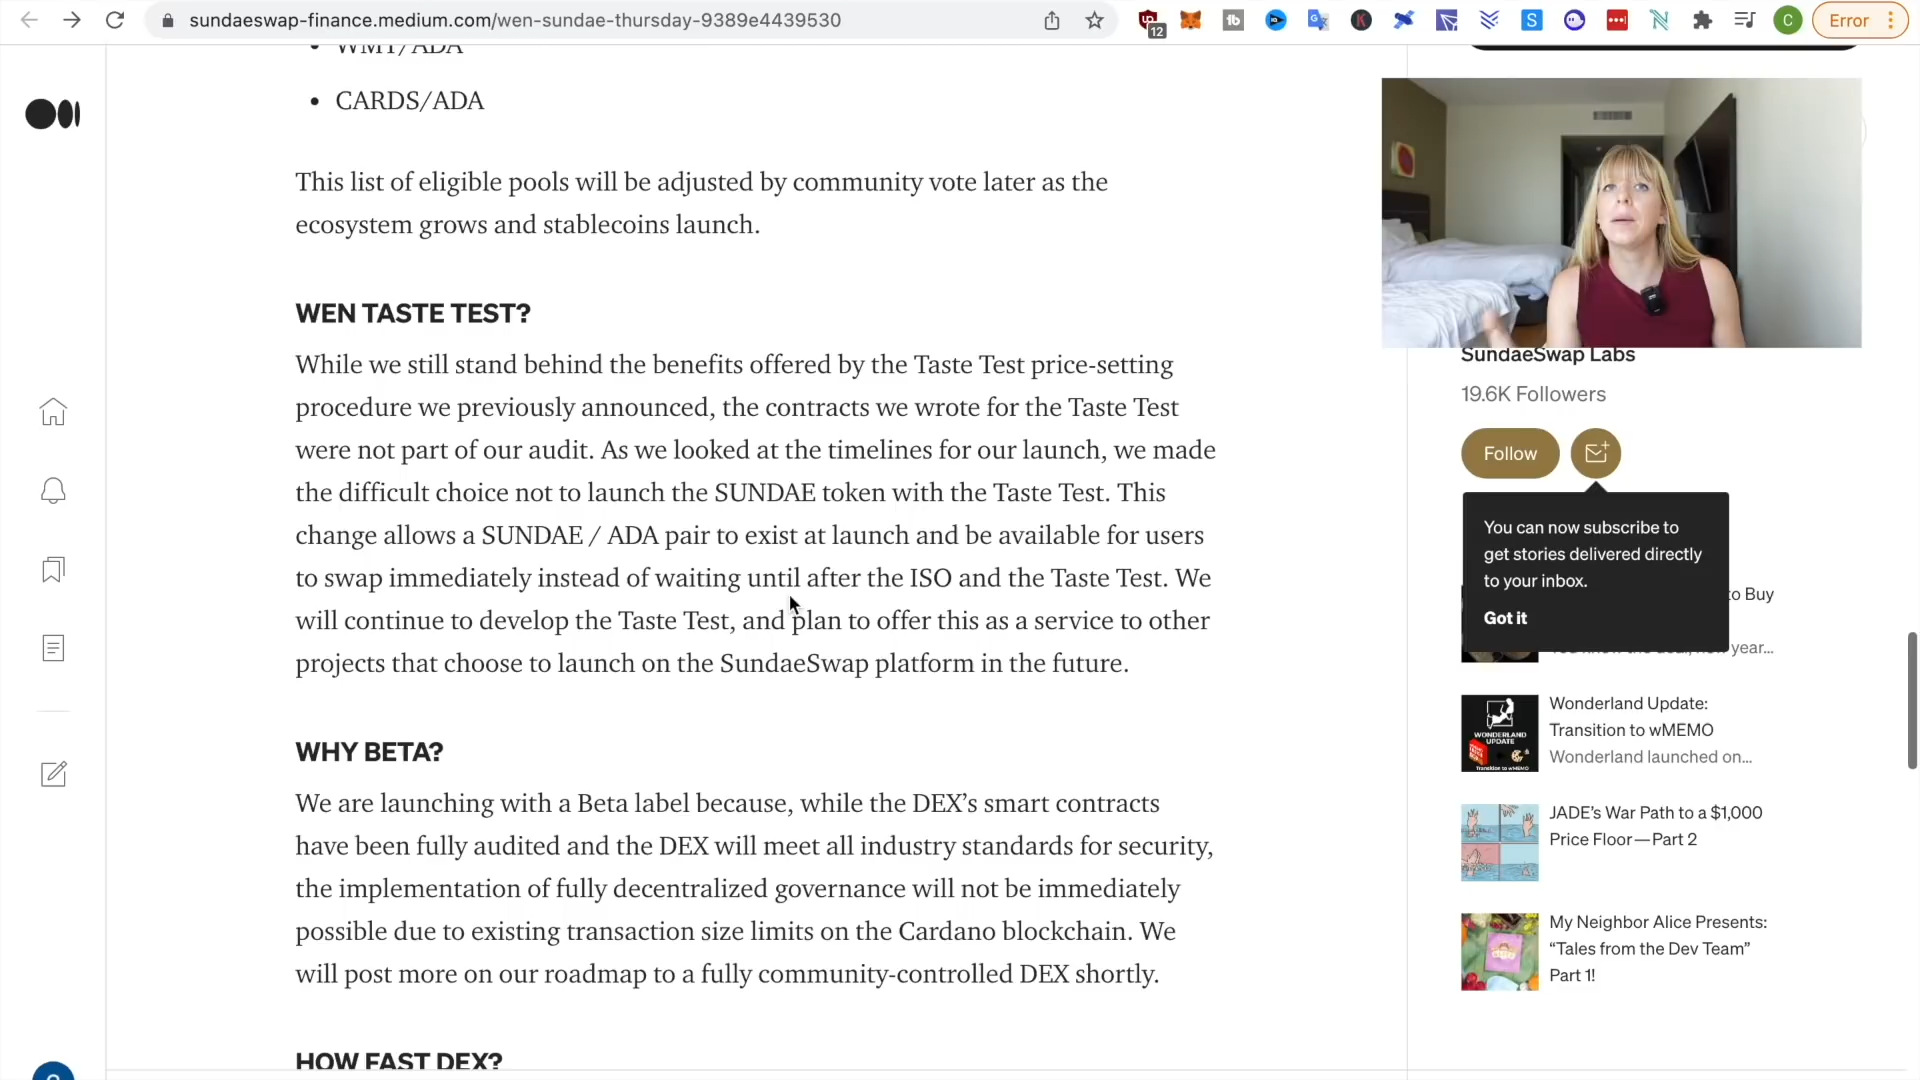 sundaeswap-finance.medium.com/wen-sundae-thursday-9389e4439530
12
C
Error
WMT/ADA
CARDS/ADA
This list of eligible pools will be adjusted by community vote later as the
ecosystem grows and stablecoins launch.
WEN TASTE TEST?
While we still stand behind the benefits offered by the Taste Test price-setting
procedure we previously announced, the contracts we wrote for the Taste Test
were not part of our audit. As we looked at the timelines for our launch, we made
the difficult choice not to launch the SUNDAE token with the Taste Test. This
change allows a SUNDAE / ADA pair to exist at launch and be available for users
to swap immediately instead of waiting until after the ISO and the Taste Test. We
will continue to develop the Taste Test, and plan to offer this as a service to other
projects that choose to launch on the SundaeSwap platform in the future.
WHY BETA?
We are launching with a Beta label because, while the DEX’s smart contracts
have been fully audited and the DEX will meet all industry standards for security,
the implementation of fully decentralized governance will not be immediately
possible due to existing transaction size limits on the Cardano blockchain. We
will post more on our roadmap to a fully community-controlled DEX shortly.
HOW FAST DEX?
SundaeSwap Labs
19.6K Followers
Follow
You can now subscribe to
get stories delivered directly
to your inbox.
Got it
to Buy
year...
WONDERLAND
UPDATE
Transition to wMEMO
Wonderland Update:
Transition to wMEMO
Wonderland launched on...
JADE’s War Path to a $1,000
Price Floor—Part 2
My Neighbor Alice Presents:
“Tales from the Dev Team”
Part 1!